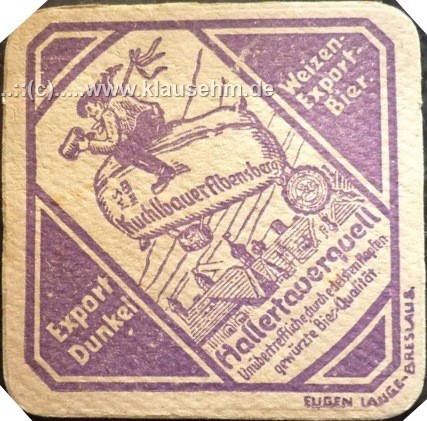 ..::(c).....www.klausehm.de
Weizen-
Export-
Bier.
Kuchlbauer Abensberg
Hallertauerquell
Unübertreffliche durch edelsten Hopfen
gewürzte Bier-Qualität.
Export
Dunkel
EUGEN LANGE-BRESLAU 8.